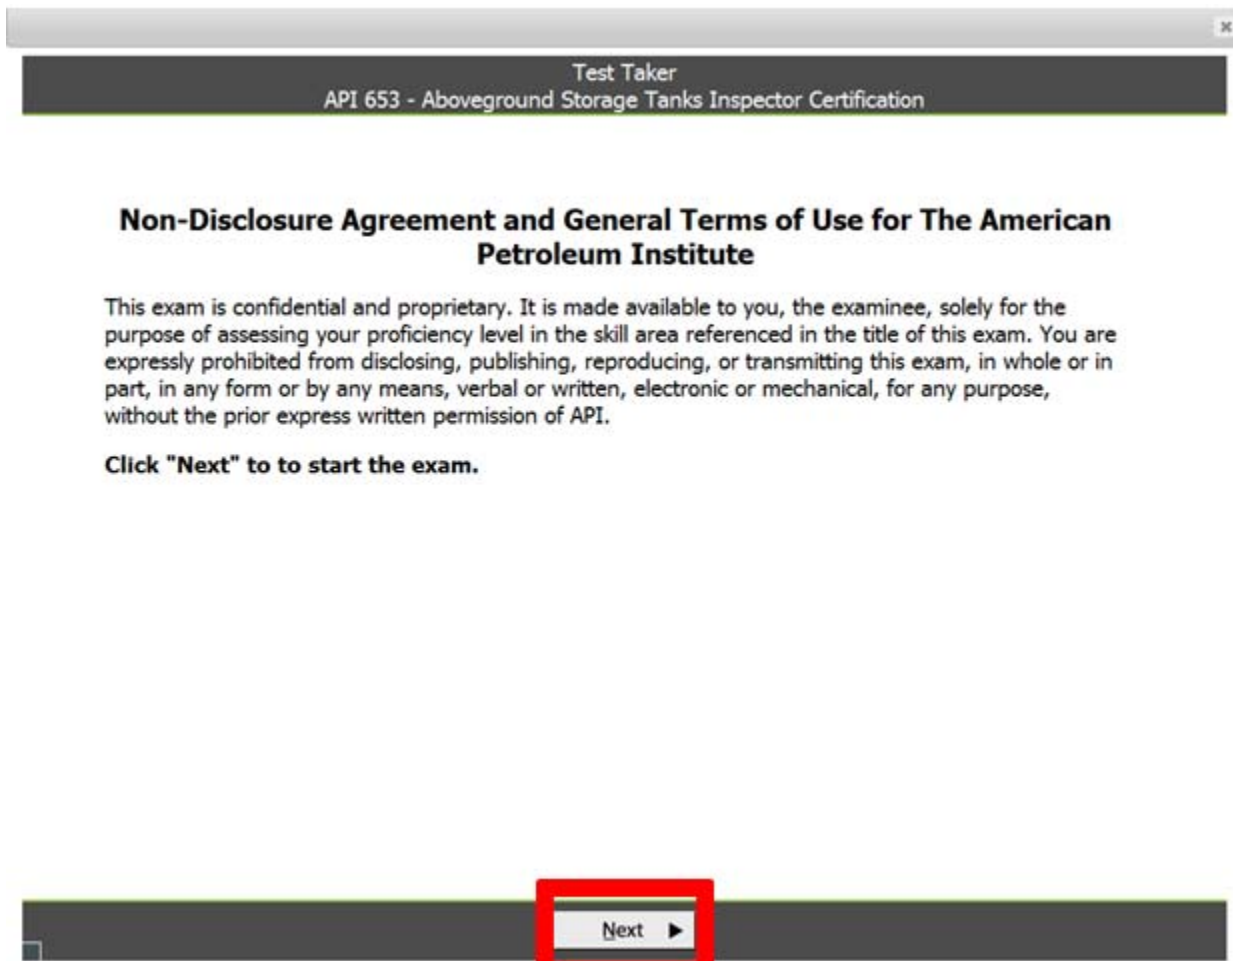 Test Taker
API 653 - Aboveground Storage Tanks Inspector Certification
Non-Disclosure Agreement and General Terms of Use for The American
Petroleum Institute
This exam is confidential and proprietary. It is made available to you, the examinee, solely for the
purpose of assessing your proficiency level in the skill area referenced in the title of this exam. You are
expressly prohibited from disclosing, publishing, reproducing, or transmitting this exam, in whole or in
part, in any form or by any means, verbal or written, electronic or mechanical, for any purpose,
without the prior express written permission of API.
Click "Next" to to start the exam.
Next